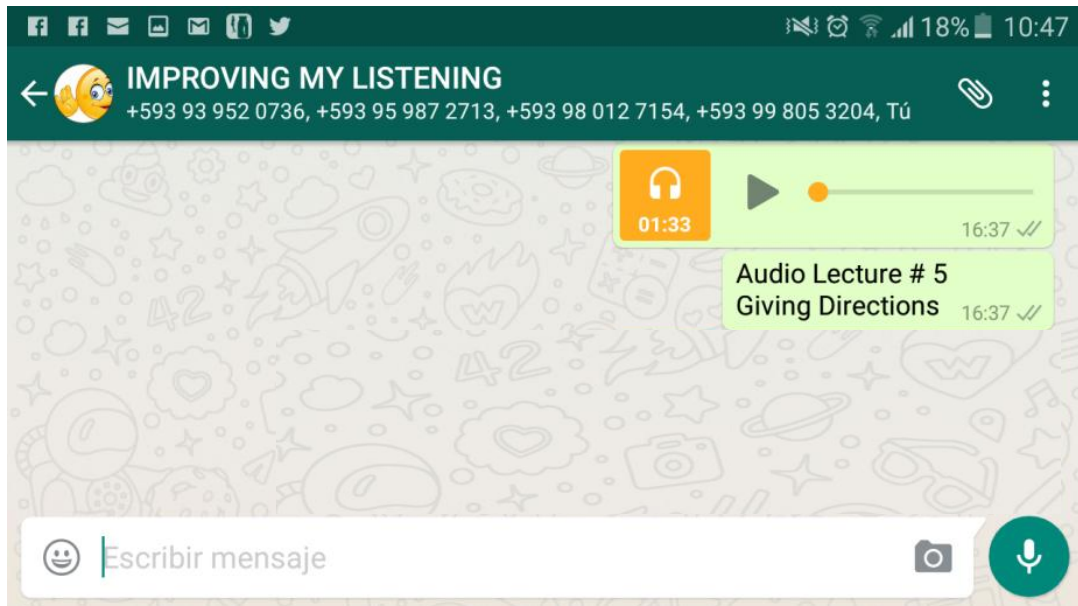 18% 10:47
IMPROVING MY LISTENING
+593 93 952 0736, +593 95 987 2713, +593 98 012 7154, +593 99 805 3204, Tú
01:33
16:37
Audio Lecture # 5
Giving Directions 16:37
Escribir mensaje